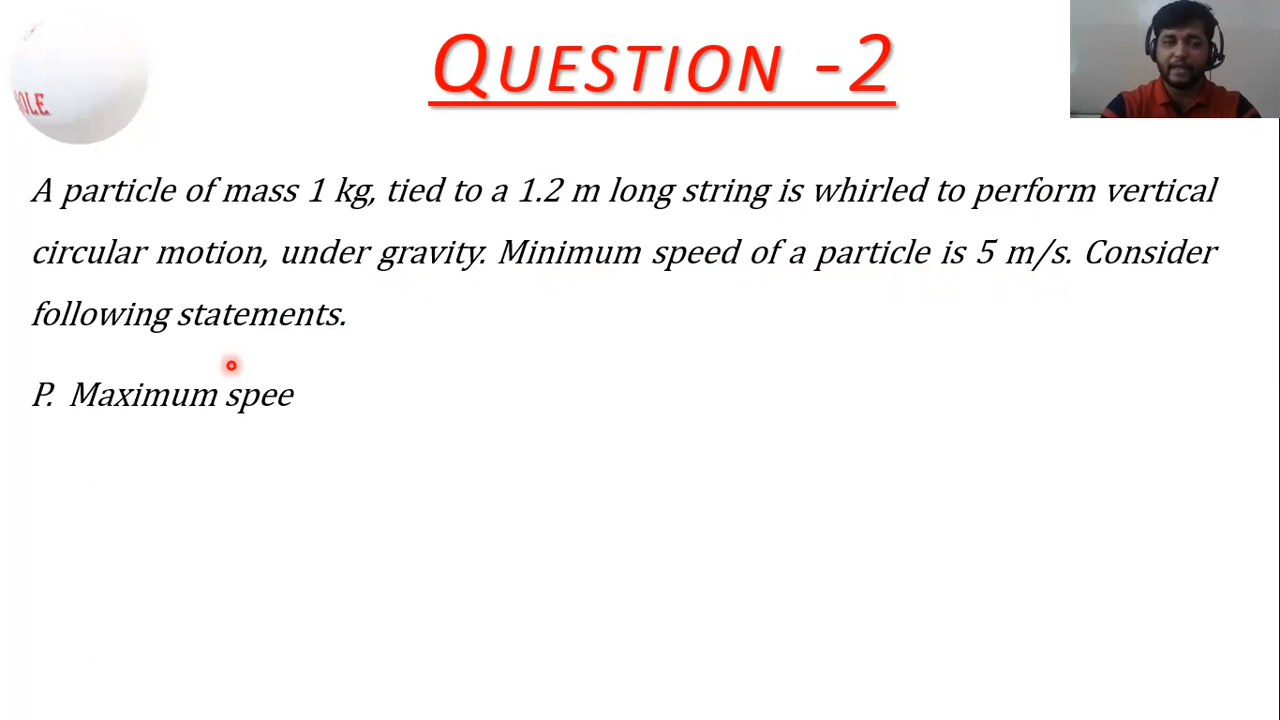 OLE
QUESTION -2
A particle of mass 1 kg, tied to a 1.2 m long string is whirled to perform vertical
circular motion, under gravity. Minimum speed of a particle is 5 m/s. Consider
following statements.
P. Maximum spee